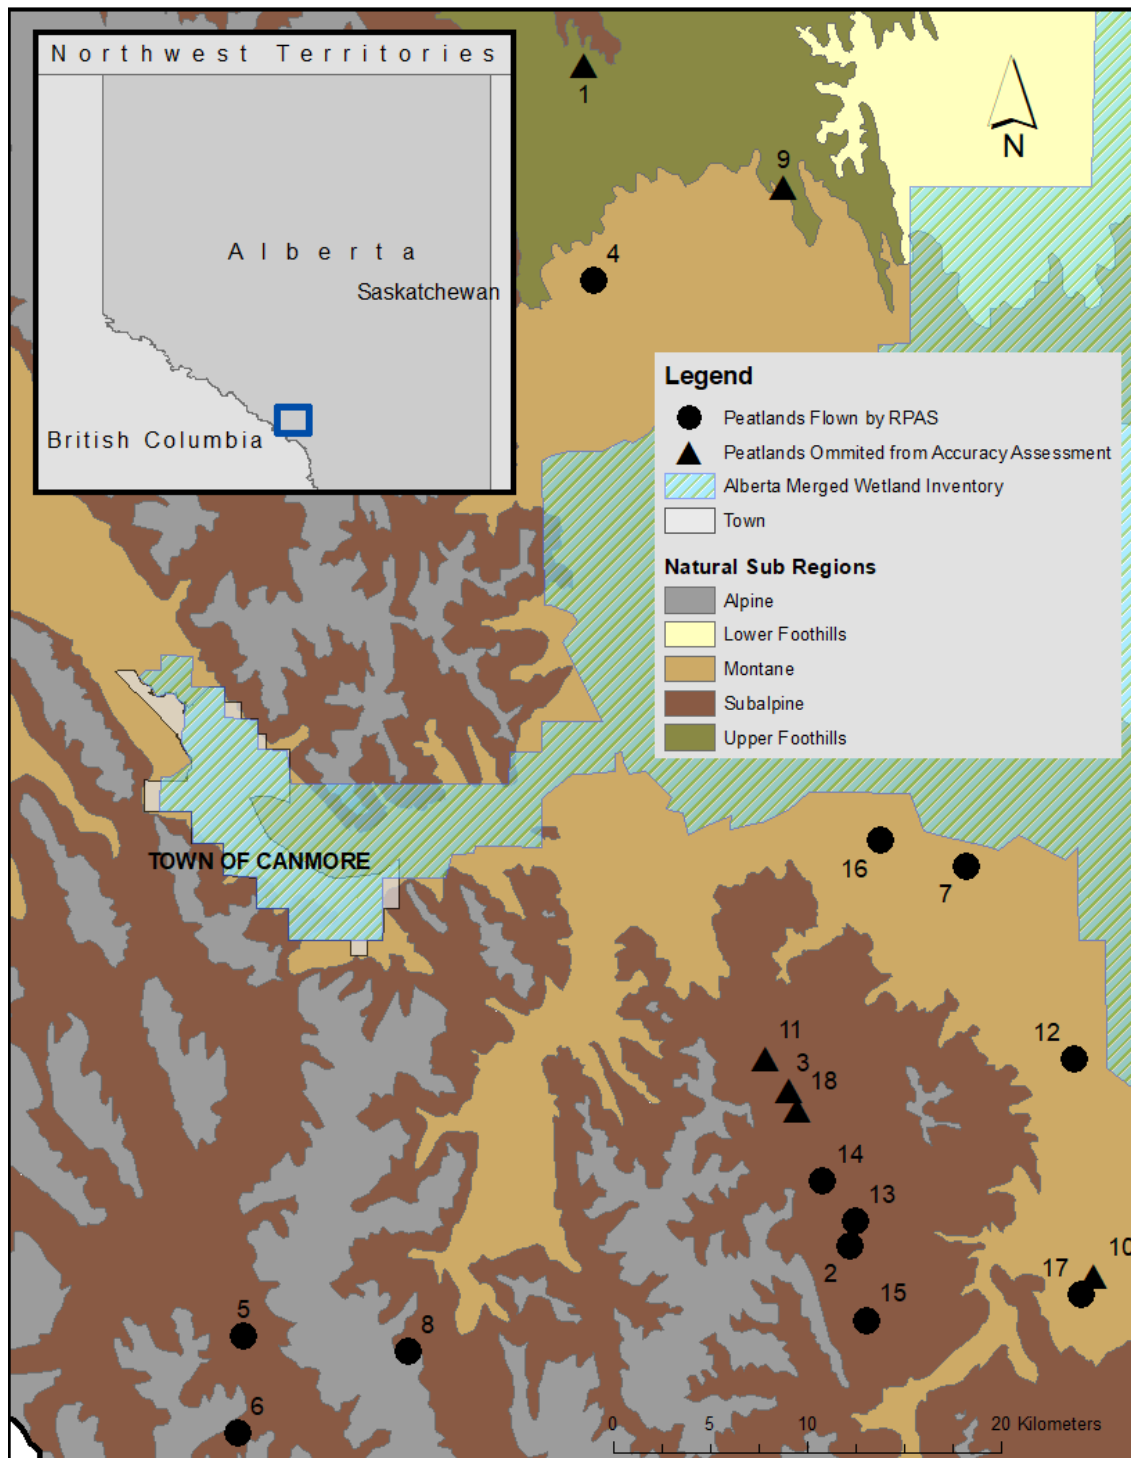 Northwest Territories
Alberta
Saskatchewan
British Columbia
1
N
9
4
Legend
Peatlands Flown by RPAS
Peatlands Ommited from Accuracy Assessment
Alberta Merged Wetland Inventory
Town
Natural Sub Regions
Alpine
Lower Foothills
Montane
Subalpine
Upper Foothills
TOWN OF CANMORE
16
7
12
11
3
18
14
13
2
15
10
17
5
8
6
0 5 10 20 Kilometers